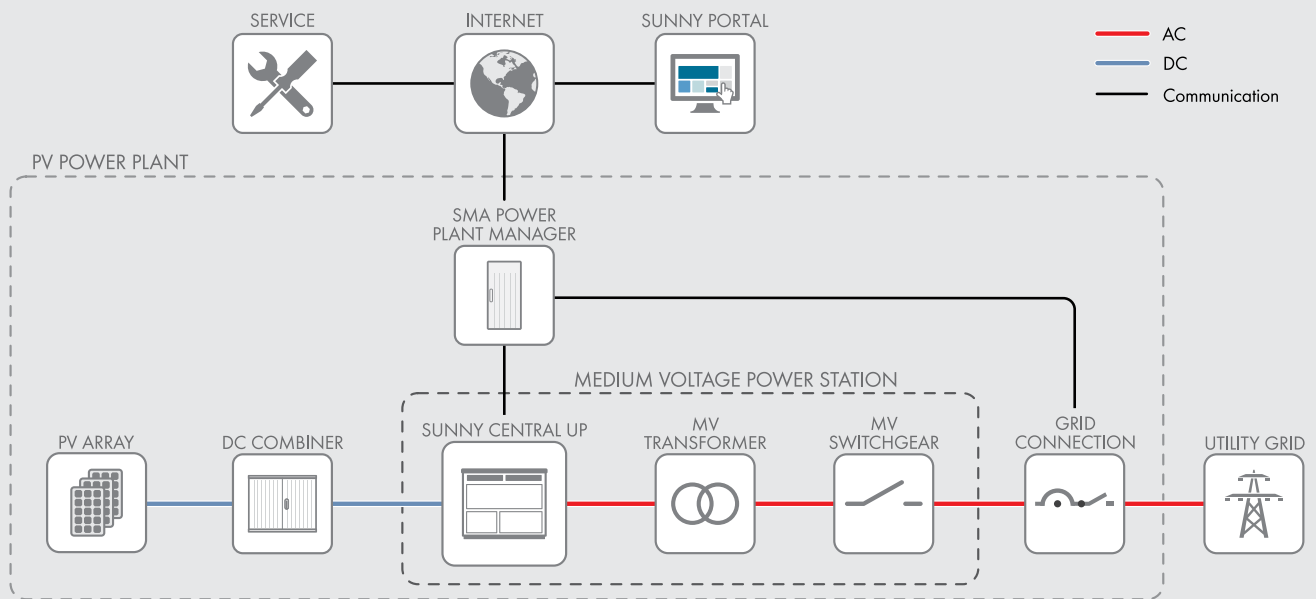 SERVICE
INTERNET
SUNNY PORTAL
AC
DC
Communication
PV POWER PLANT
SMA POWER
PLANT MANAGER
MEDIUM VOLTAGE POWER STATION
PV ARRAY
DC COMBINER
SUNNY CENTRAL UP
MV
TRANSFORMER
MV
SWITCHGEAR
GRID
CONNECTION
UTILITY GRID